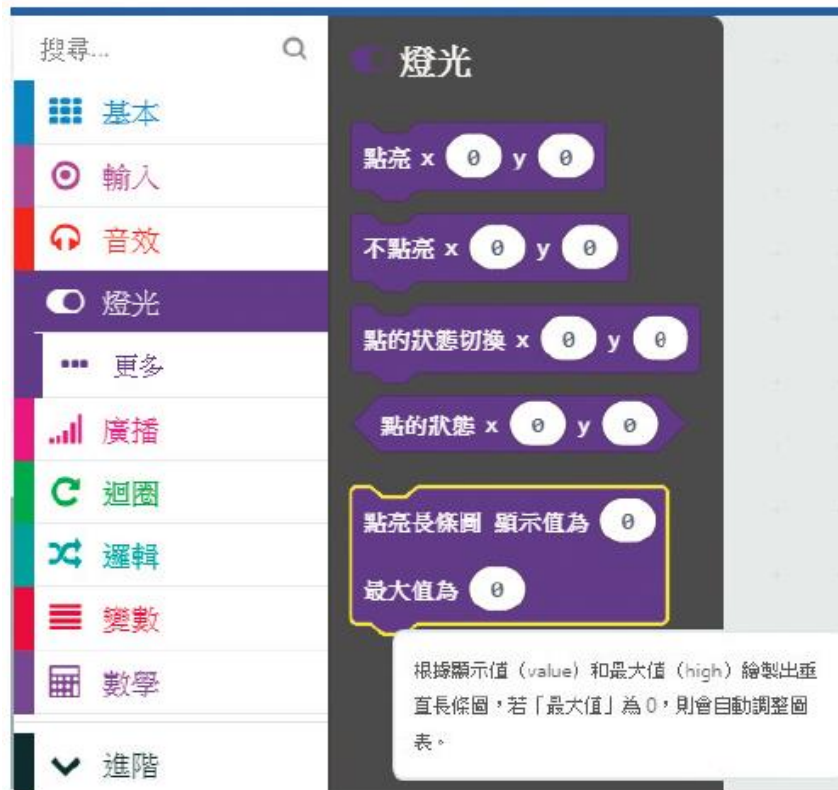 搜尋...
基本
輸入
音效
燈光
更多
廣播
迴圈
邏輯
變數
數學
進階
燈光
點亮 x 0 y 0
不點亮 x 0 y 0
點的狀態切換 x 0 y 0
點的狀態 x 0 y 0
點亮長條圖 顯示值為 0
最大值為 0
根據顯示值（value）和最大值（high）繪製出垂
直長條圖，若「最大值」為 0，則會自動調整圖
表。